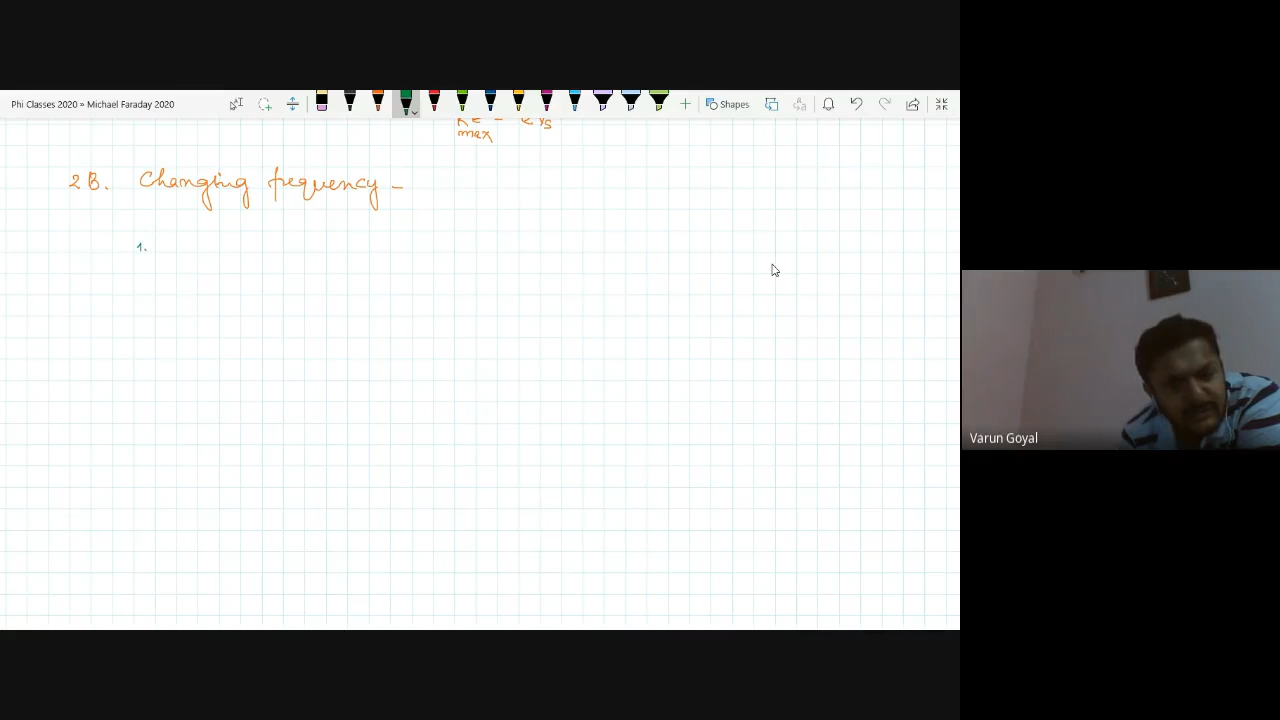 Phi Classes 2020 » Michael Faraday 2020
Shapes
max
2B. Changing frequency –
1.
Varun Goyal